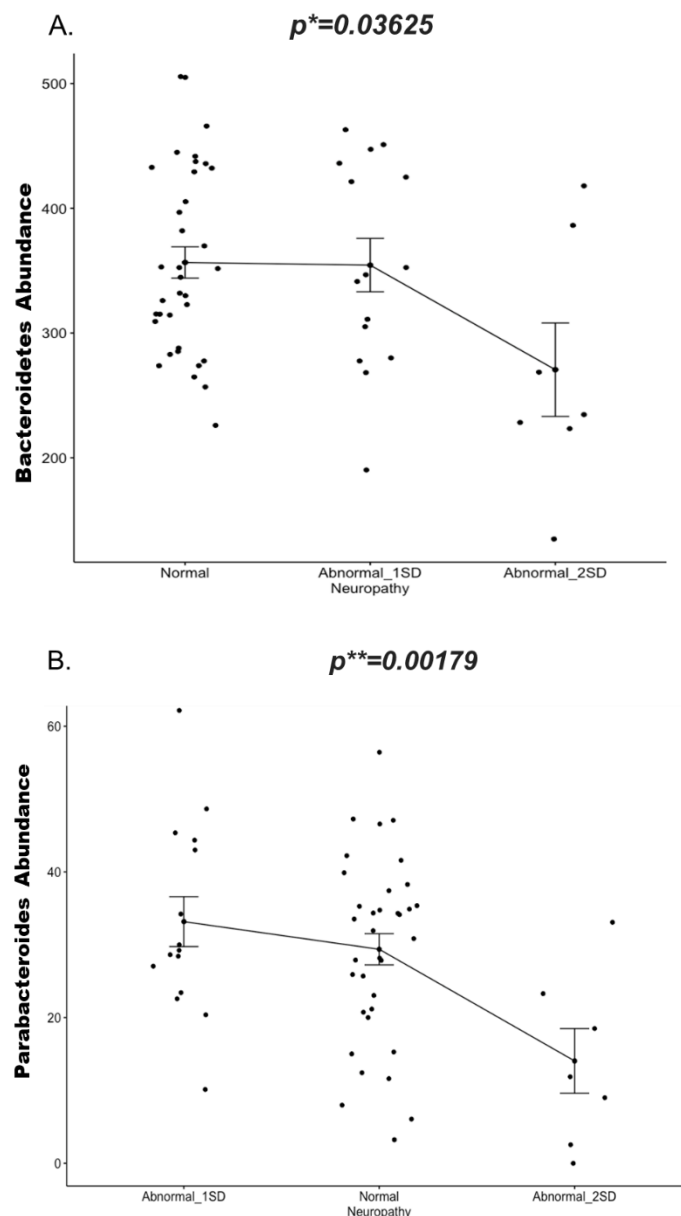 A.
p*=0.03625
Bacteroidetes Abundance
500
400
300
200
Normal
Abnormal_1SD
Abnormal_2SD
Neuropathy
B.
p**=0.00179
Parabacteroides Abundance
60
40
20
0
Abnormal_1SD
Normal
Abnormal_2SD
Neuropathy